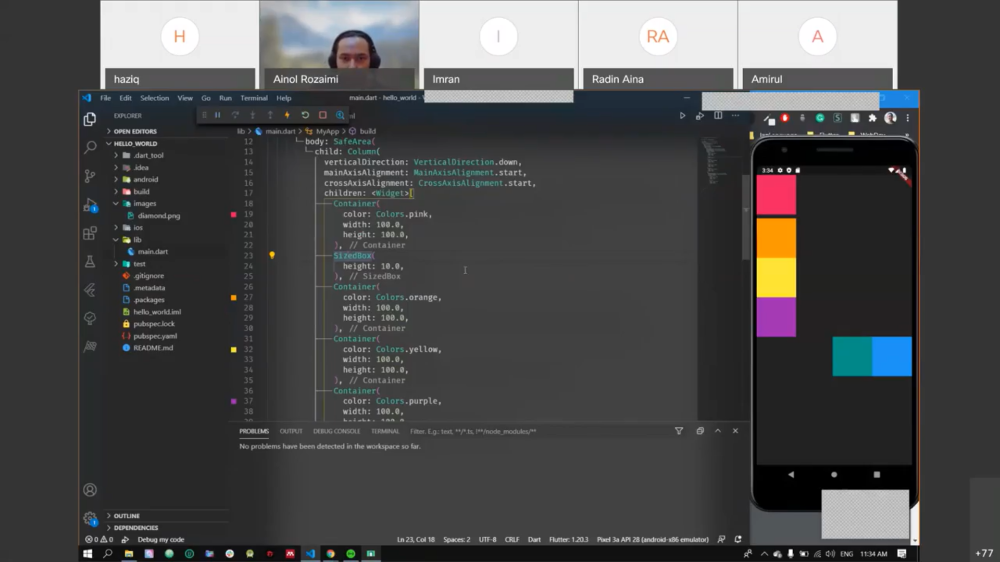 H
I
RA
A
haziq
Ainol Rozaimi
Imran
Radin Aina
Amirul
File Edit Selection View Go Run Terminal Help
main.dart - hello_world -
EXPLORER
OPEN EDITORS
HELLO_WORLD
.dart_tool
.idea
android
build
images
diamond.png
ios
lib
main.dart
test
.gitignore
.metadata
.packages
hello_world.iml
pubspec.lock
pubspec.yaml
README.md
OUTLINE
DEPENDENCIES
lib > main.dart > MyApp > build
12 body: SafeArea(
13 child: Column(
14 verticalDirection: VerticalDirection.down,
15 mainAxisAlignment: MainAxisAlignment.start,
16 crossAxisAlignment: CrossAxisAlignment.start,
17 children: <Widget>[
18 Container(
19 color: Colors.pink,
20 width: 100.0,
21 height: 100.0,
22 ), // Container
23 SizedBox(
24 height: 10.0,
25 ), // SizedBox
26 Container(
27 color: Colors.orange,
28 width: 100.0,
29 height: 100.0,
30 ), // Container
31 Container(
32 color: Colors.yellow,
33 width: 100.0,
34 height: 100.0,
35 ), // Container
36 Container(
37 color: Colors.purple,
38 width: 100.0,
3:34
PROBLEMS OUTPUT DEBUG CONSOLE TERMINAL Filter. E.g.: text, **/*.ts, !**/node_modules/**
No problems have been detected in the workspace so far.
0 0 Debug my code
Ln 23, Col 18 Spaces: 2 UTF-8 CRLF Dart Flutter: 1.20.3 Pixel 3a API 28 (android-x86 emulator)
ENG 11:34 AM
+77